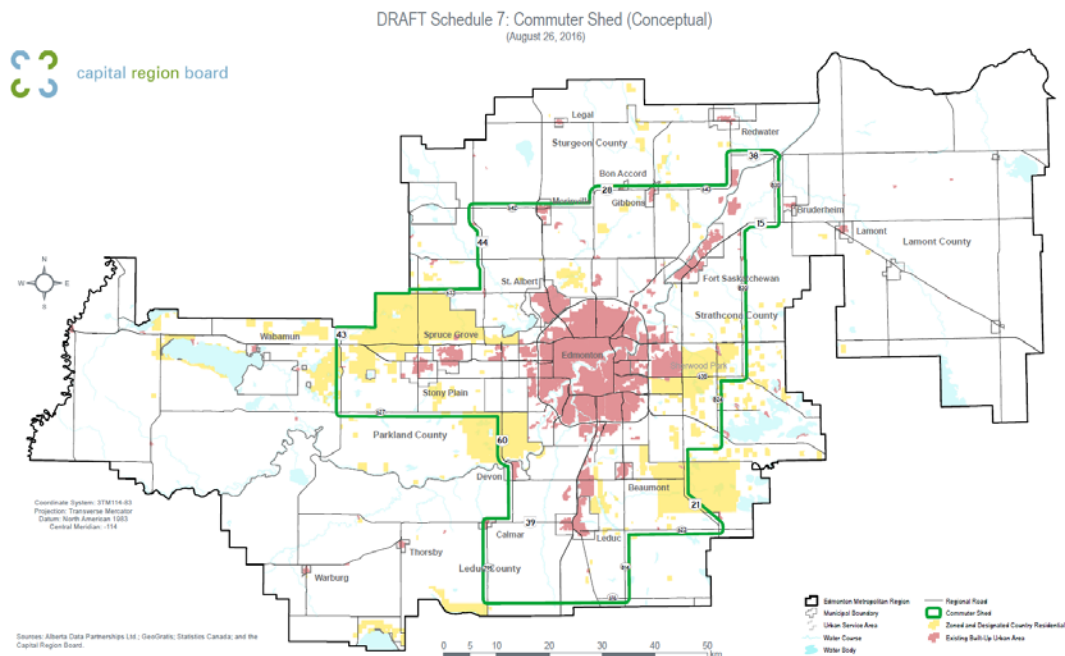 DRAFT Schedule 7: Commuter Shed (Conceptual)
(August 26, 2016)
capital region board
Legal
Redwater
Sturgeon County
38
Bon Accord
28
Gibbons
Morinville
Bruderheim
15
44
Lamont
Lamont County
N
W E
S
St. Albert
Fort Saskatchewan
Strathcona County
43
Wabamun
Spruce Grove
Edmonton
Sherwood Park
Stony Plain
Parkland County
60
Devon
Beaumont
21
Coordinate System: 3TM114-83
Projection: Transverse Mercator
Datum: North American 1983
Central Meridian: -114
39
Calmar
Leduc
Thorsby
Leduc County
Warburg
Edmonton Metropolitan Region
Municipal Boundary
Urban Service Area
Water Course
Water Body
Regional Road
Commuter Shed
Zoned and Designated Country Residential
Existing Built-Up Urban Area
Sources: Alberta Data Partnerships Ltd.; GeoGratis; Statistics Canada; and the
Capital Region Board.
0 5 10 20 30 40 50